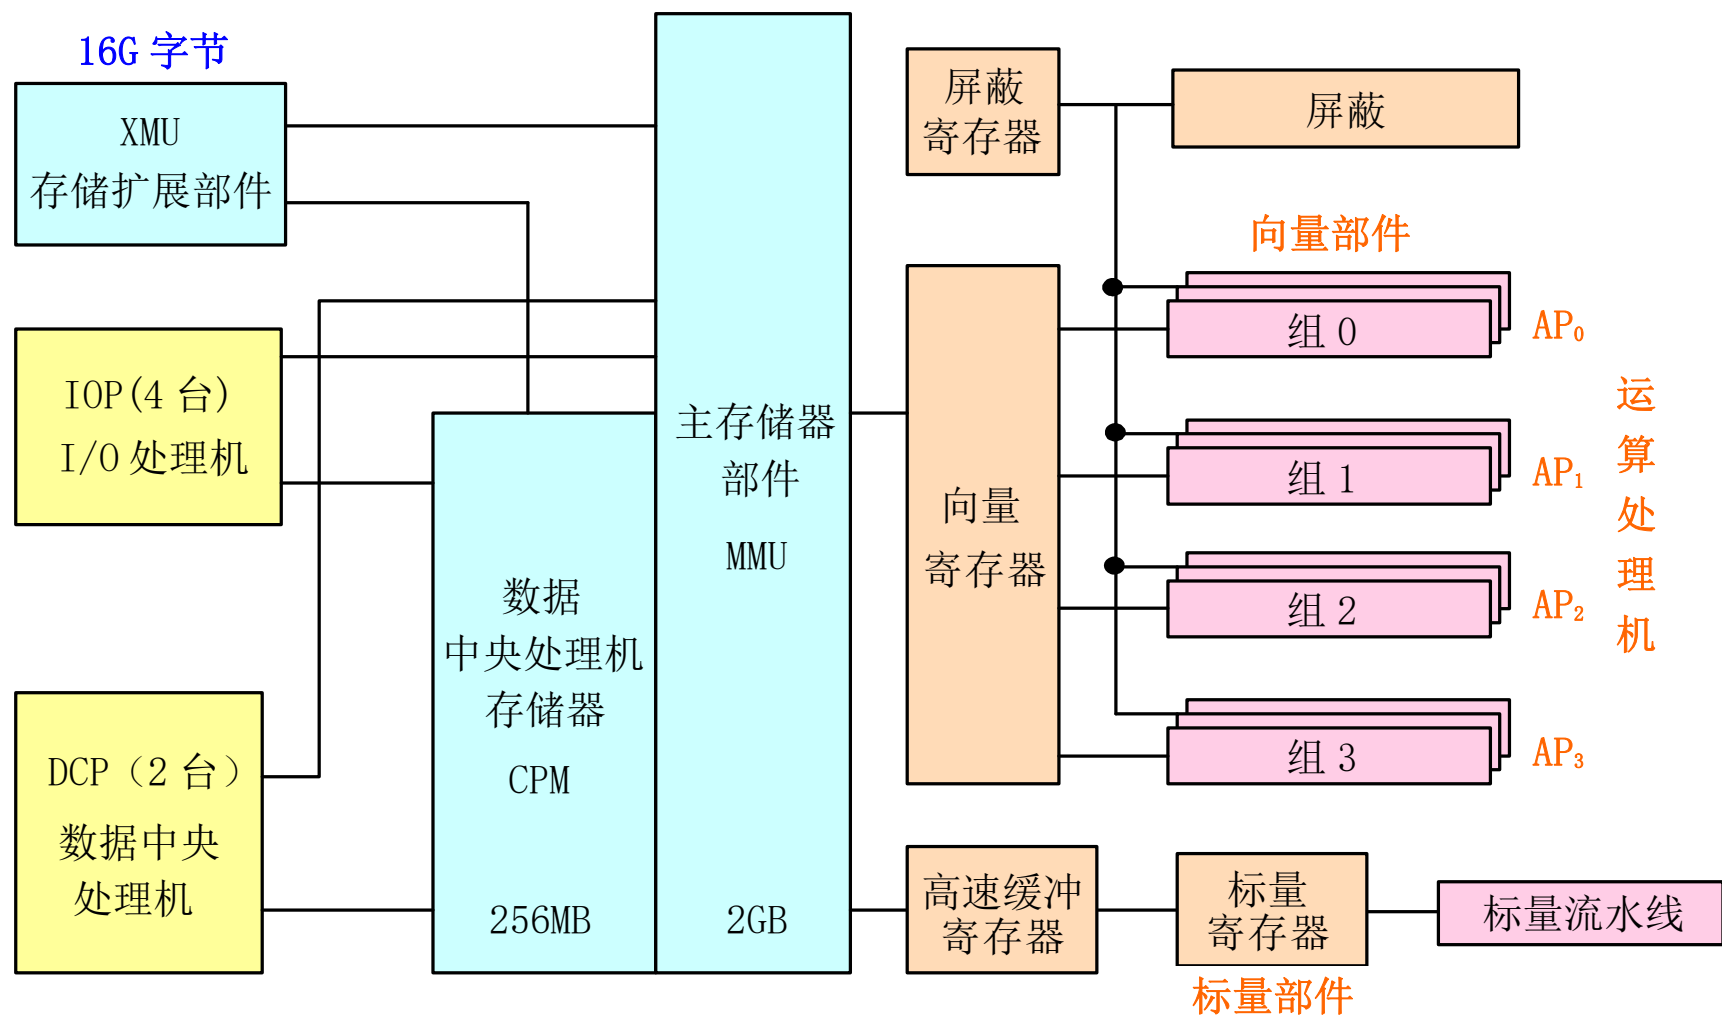 16G 字节
XMU
存储扩展部件
IOP(4 台)
I/O 处理机
DCP（2 台）
数据中央
处理机
数据
中央处理机
存储器
CPM
256MB
主存储器
部件
MMU
2GB
屏蔽
寄存器
屏蔽
向量部件
向量
寄存器
组 0
AP₀
组 1
AP₁
组 2
AP₂
组 3
AP₃
运
算
处
理
机
高速缓冲
寄存器
标量
寄存器
标量流水线
标量部件